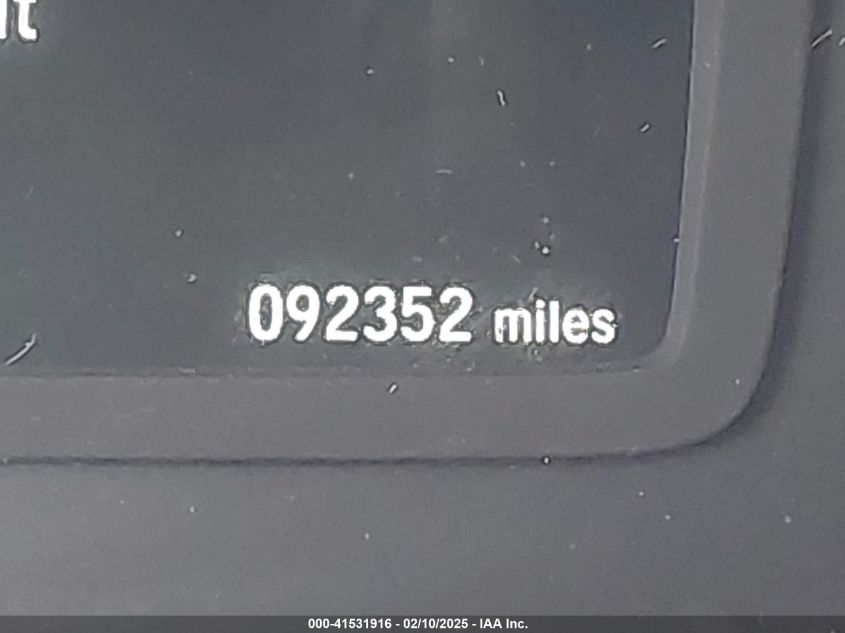 092352 miles
000-41531916 - 02/10/2025 - IAA Inc.